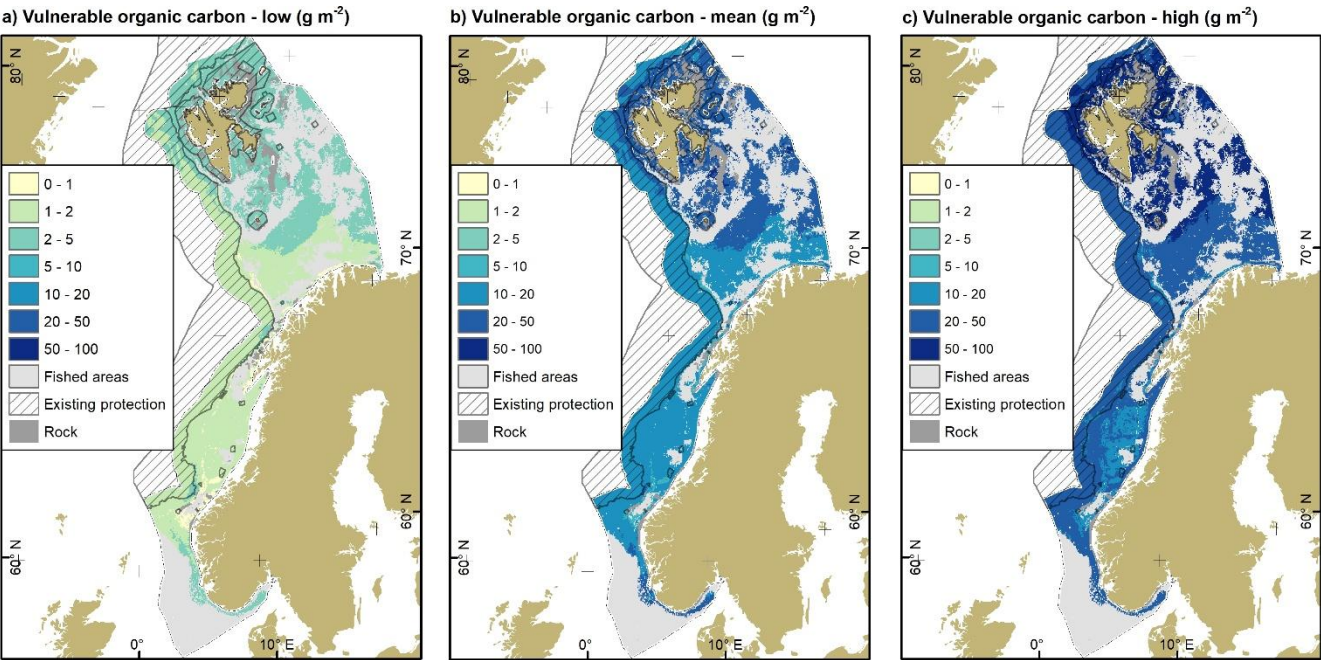 a) Vulnerable organic carbon - low (g m-2)
80° N
0 - 1
1 - 2
2 - 5
5 - 10
10 - 20
20 - 50
50 - 100
Fished areas
Existing protection
Rock
70° N
60° N
60° N
0°
10° E
b) Vulnerable organic carbon - mean (g m-2)
80° N
0 - 1
1 - 2
2 - 5
5 - 10
10 - 20
20 - 50
50 - 100
Fished areas
Existing protection
Rock
70° N
60° N
60° N
0°
10° E
c) Vulnerable organic carbon - high (g m-2)
80° N
0 - 1
1 - 2
2 - 5
5 - 10
10 - 20
20 - 50
50 - 100
Fished areas
Existing protection
Rock
70° N
60° N
60° N
0°
10° E